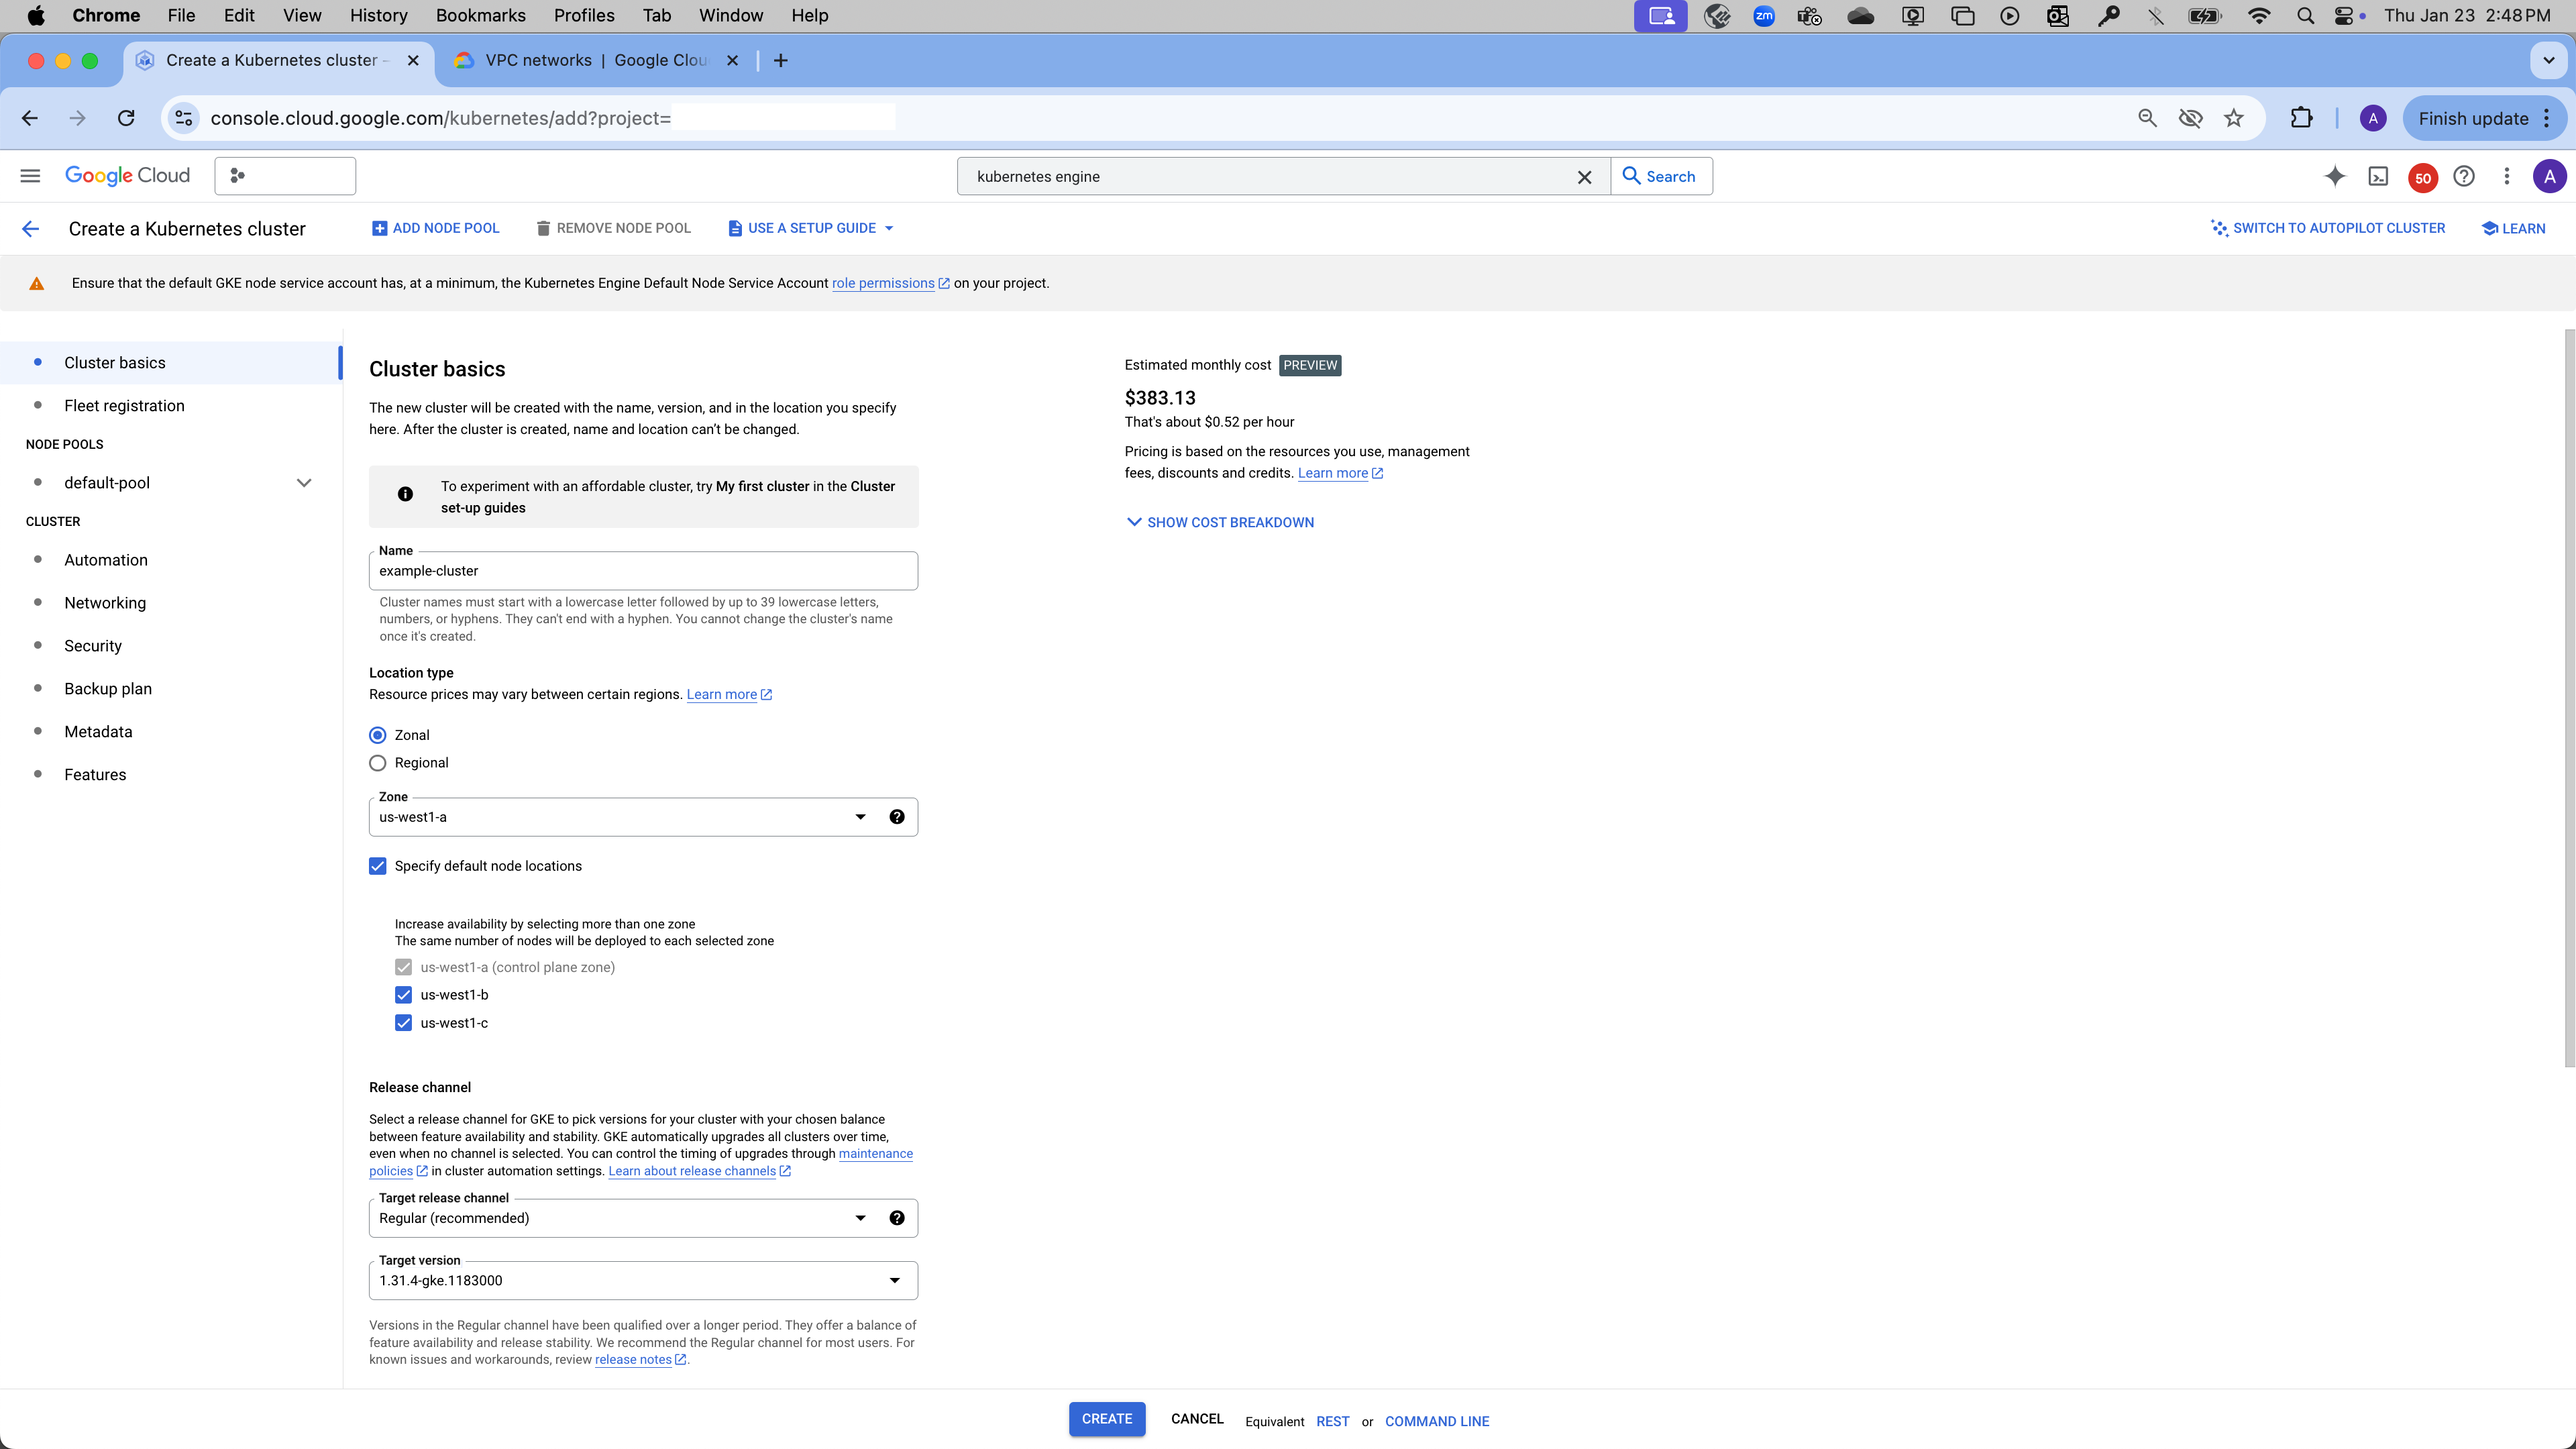 Chrome File Edit View History Bookmarks Profiles Tab Window Help zm Thu Jan 23 2:48 PM
Create a Kubernetes cluster – VPC networks | Google Clou
console.cloud.google.com/kubernetes/add?project= A Finish update
Google Cloud kubernetes engine Search 50 A
Create a Kubernetes cluster ADD NODE POOL REMOVE NODE POOL USE A SETUP GUIDE SWITCH TO AUTOPILOT CLUSTER LEARN
Ensure that the default GKE node service account has, at a minimum, the Kubernetes Engine Default Node Service Account role permissions on your project.
Cluster basics
Fleet registration
NODE POOLS
default-pool
CLUSTER
Automation
Networking
Security
Backup plan
Metadata
Features
Cluster basics
The new cluster will be created with the name, version, and in the location you specify
here. After the cluster is created, name and location can't be changed.
To experiment with an affordable cluster, try My first cluster in the Cluster
set-up guides
Name
example-cluster
Cluster names must start with a lowercase letter followed by up to 39 lowercase letters,
numbers, or hyphens. They can't end with a hyphen. You cannot change the cluster's name
once it's created.
Location type
Resource prices may vary between certain regions. Learn more
Zonal
Regional
Zone
us-west1-a
Specify default node locations
Increase availability by selecting more than one zone
The same number of nodes will be deployed to each selected zone
us-west1-a (control plane zone)
us-west1-b
us-west1-c
Release channel
Select a release channel for GKE to pick versions for your cluster with your chosen balance
between feature availability and stability. GKE automatically upgrades all clusters over time,
even when no channel is selected. You can control the timing of upgrades through maintenance
policies in cluster automation settings. Learn about release channels
Target release channel
Regular (recommended)
Target version
1.31.4-gke.1183000
Versions in the Regular channel have been qualified over a longer period. They offer a balance of
feature availability and release stability. We recommend the Regular channel for most users. For
known issues and workarounds, review release notes.
Estimated monthly cost PREVIEW
$383.13
That's about $0.52 per hour
Pricing is based on the resources you use, management
fees, discounts and credits. Learn more
SHOW COST BREAKDOWN
CREATE CANCEL Equivalent REST or COMMAND LINE